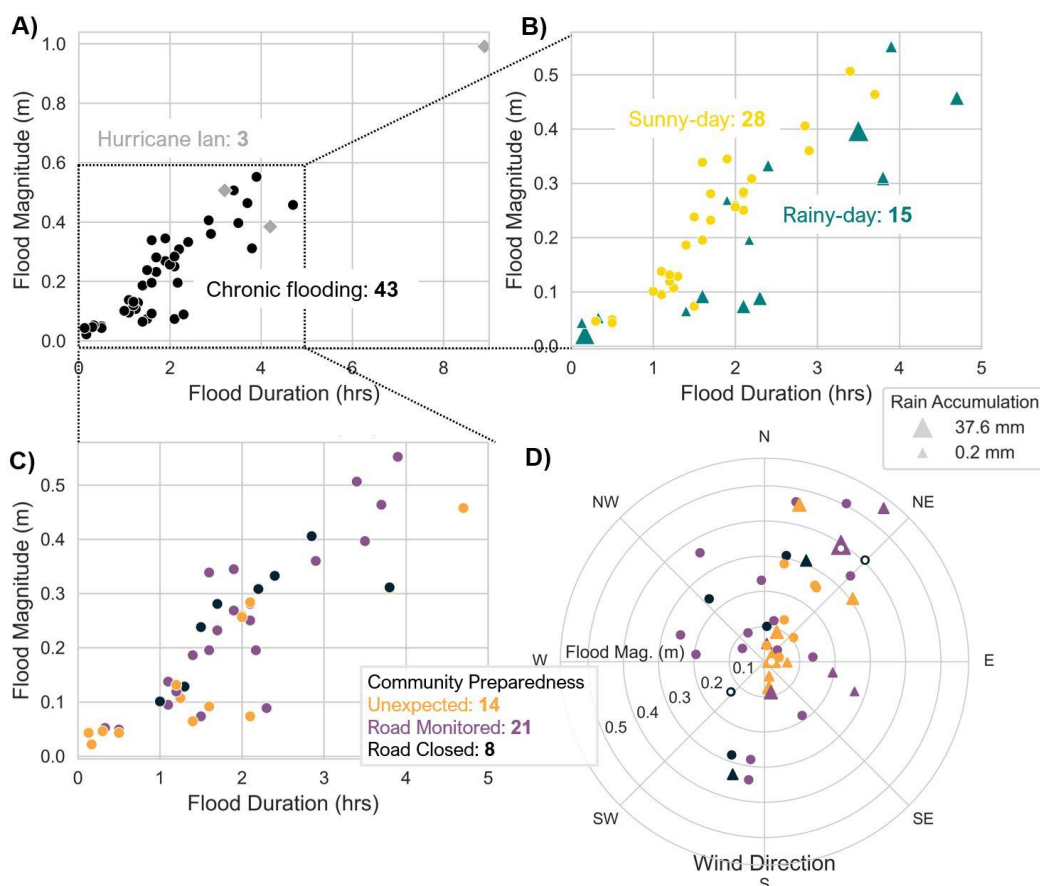 A)
1.0
0.8
0.6
0.4
0.2
0.0
Flood Magnitude (m)
Hurricane Ian: 3
Chronic flooding: 43
0
2
4
6
8
Flood Duration (hrs)
B)
0.5
0.4
0.3
0.2
0.1
0.0
Flood Magnitude (m)
Sunny-day: 28
Rainy-day: 15
0
1
2
3
4
5
Flood Duration (hrs)
Rain Accumulation
37.6 mm
0.2 mm
C)
0.5
0.4
0.3
0.2
0.1
0.0
Flood Magnitude (m)
Community Preparedness
Unexpected: 14
Road Monitored: 21
Road Closed: 8
0
1
2
3
4
5
Flood Duration (hrs)
D)
N
NW
NE
W
Flood Mag. (m)
E
0.1
0.2
0.3
0.4
0.5
SW
SE
Wind Direction
S